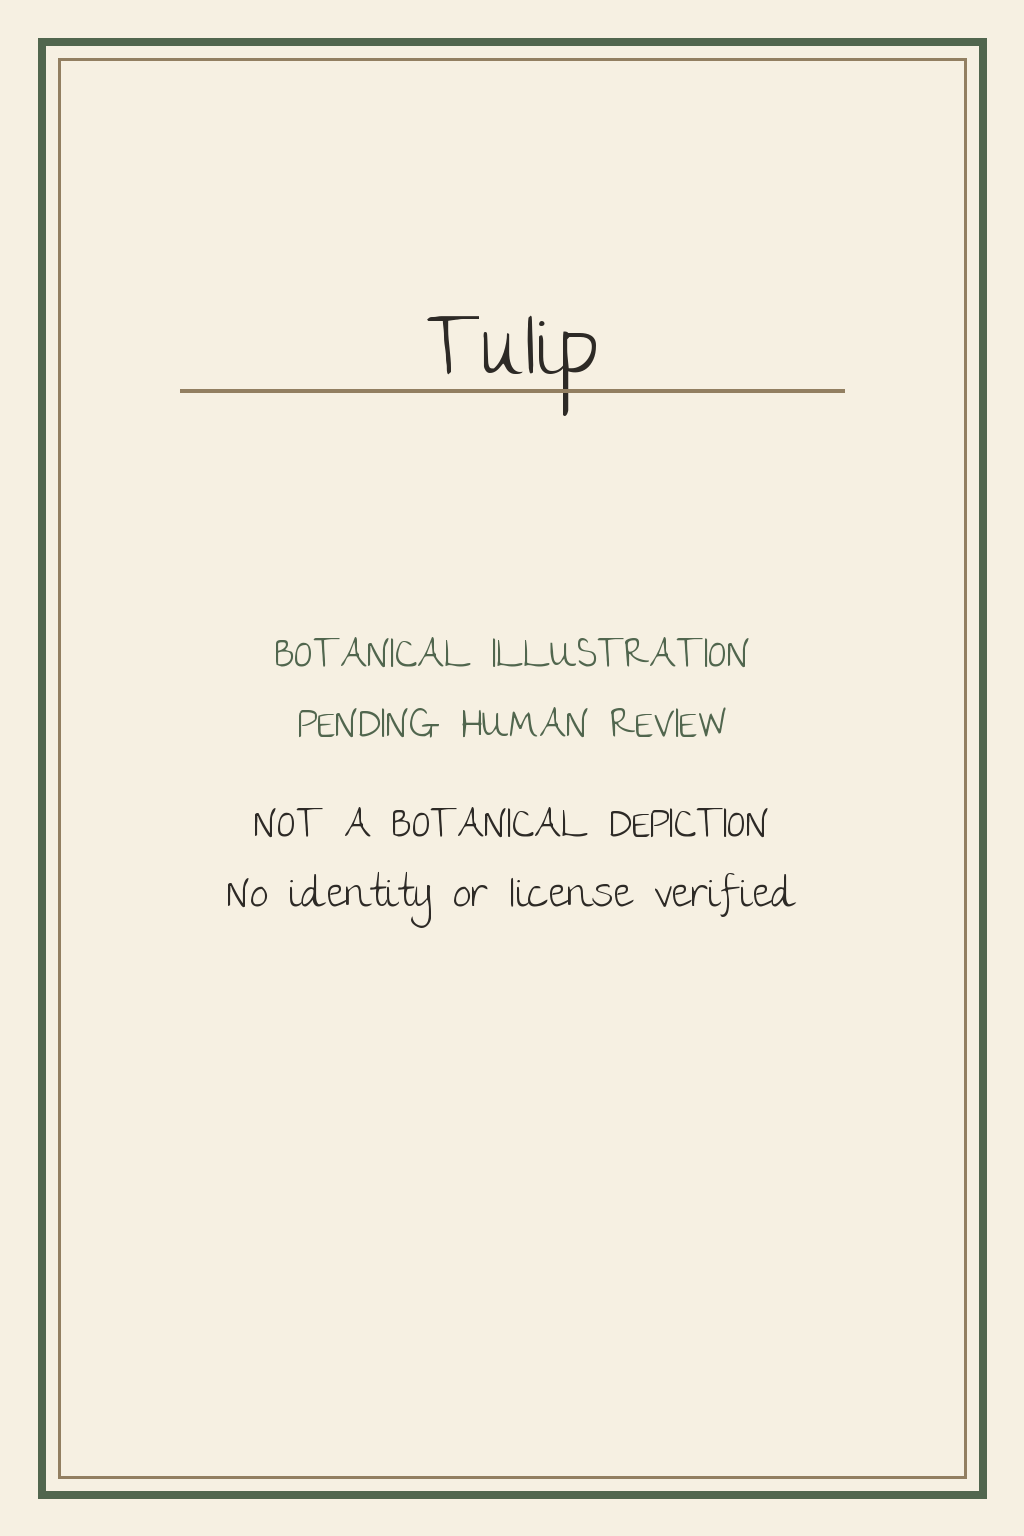 Tulip
BOTANICAL ILLUSTRATION
PENDING HUMAN REVIEW
NOT A BOTANICAL DEPICTION
No identity or license verified